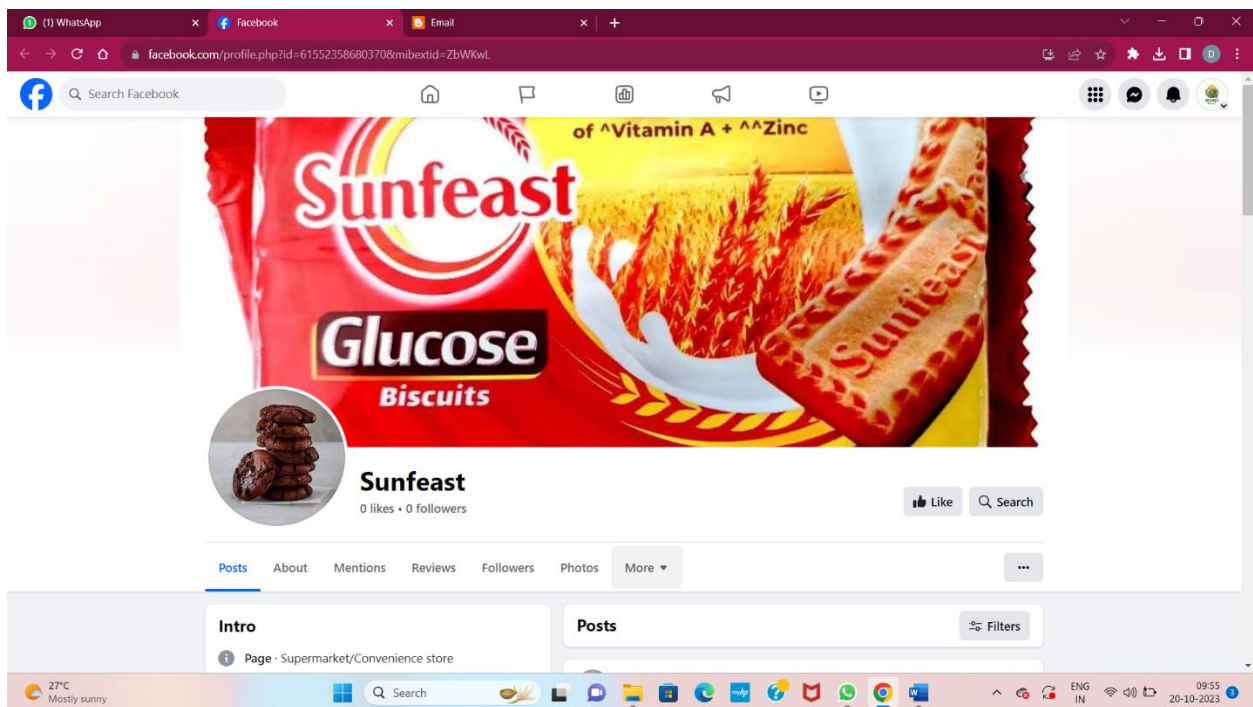 (1) WhatsApp
Facebook
Email
facebook.com/profile.php?id=61552358680370&mibextid=ZbWKwL
D
Search Facebook
of ^Vitamin A + ^^Zinc
Sunfeast
Glucose
Biscuits
Sunfeast
Sunfeast
0 likes • 0 followers
Like
Search
Posts About Mentions Reviews Followers Photos More
Intro
Page · Supermarket/Convenience store
Posts
Filters
27°C
Mostly sunny
Search
ENG
IN
09:55
20-10-2023
3